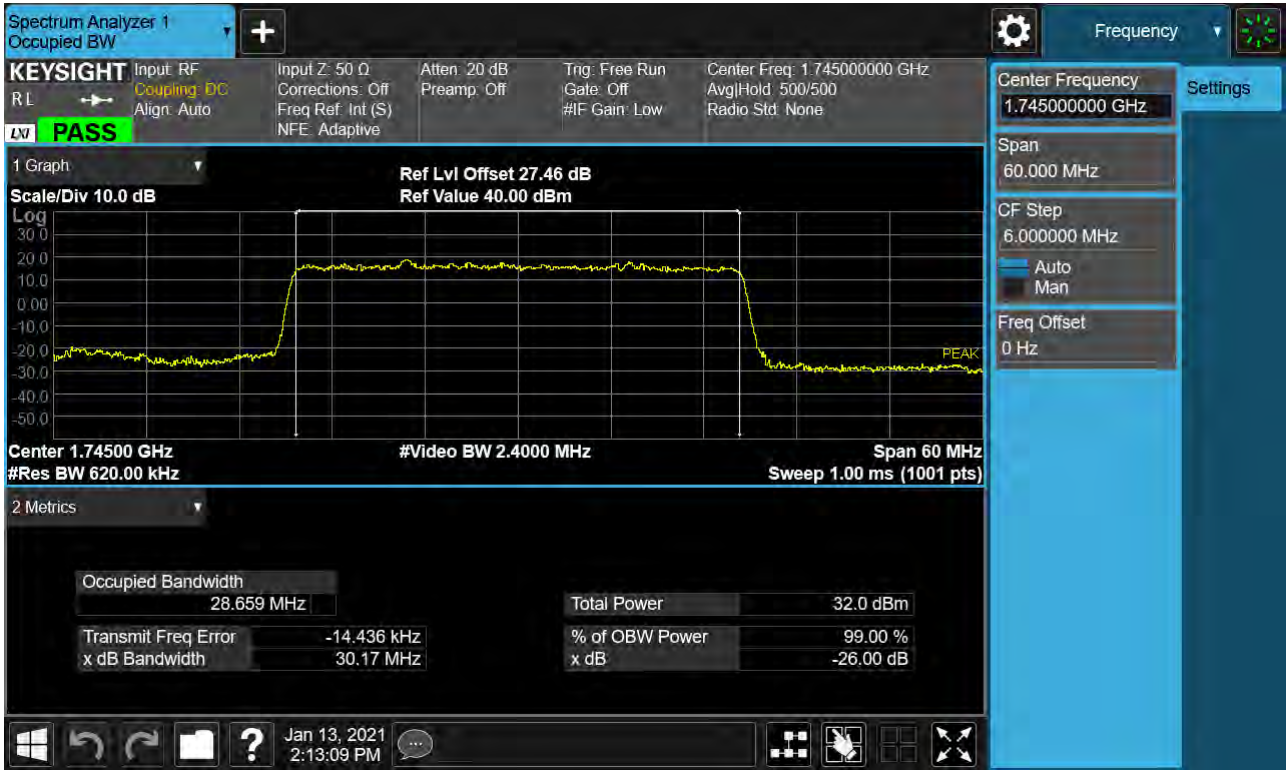 Spectrum Analyzer 1
Occupied BW
+
Frequency
KEYSIGHT
RL
LXI
PASS
Input: RF
Coupling: DC
Align: Auto
Input Z: 50 Ω
Corrections: Off
Freq Ref: Int (S)
NFE: Adaptive
Atten: 20 dB
Preamp: Off
Trig: Free Run
Gate: Off
#IF Gain: Low
Center Freq: 1.745000000 GHz
Avg|Hold: 500/500
Radio Std: None
Center Frequency
1.745000000 GHz
Settings
Span
60.000 MHz
CF Step
6.000000 MHz
Auto
Man
Freq Offset
0 Hz
1 Graph
Scale/Div 10.0 dB
Ref Lvl Offset 27.46 dB
Ref Value 40.00 dBm
Log
30.0
20.0
10.0
0.00
-10.0
-20.0
-30.0
-40.0
-50.0
PEAK
Center 1.74500 GHz
#Video BW 2.4000 MHz
Span 60 MHz
#Res BW 620.00 kHz
Sweep 1.00 ms (1001 pts)
2 Metrics
Occupied Bandwidth
28.659 MHz
Total Power 32.0 dBm
Transmit Freq Error -14.436 kHz
% of OBW Power 99.00 %
x dB Bandwidth 30.17 MHz
x dB -26.00 dB
?
Jan 13, 2021
2:13:09 PM